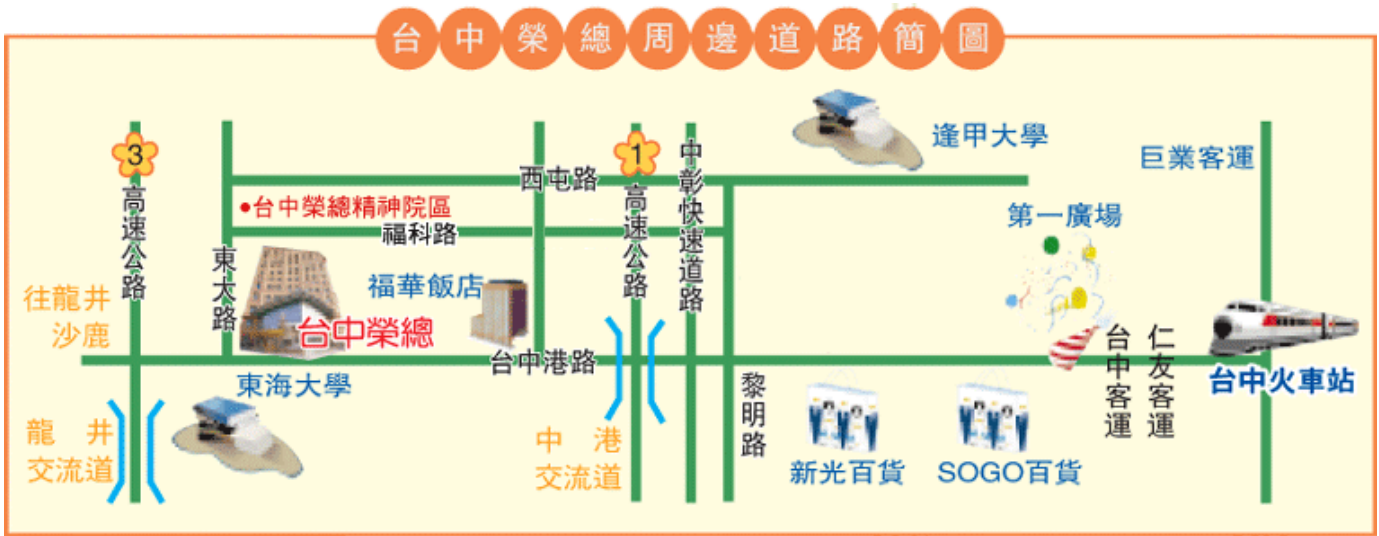 台中榮總周邊道路簡圖
3
高速公路
1
高速公路
中彰快速道路
逢甲大學
巨業客運
西屯路
•台中榮總精神院區
福科路
第一廣場
東大路
福華飯店
往龍井
沙鹿
台中榮總
台中港路
台中客運
仁友客運
台中火車站
東海大學
黎明路
龍井
交流道
中港
交流道
新光百貨
SOGO百貨